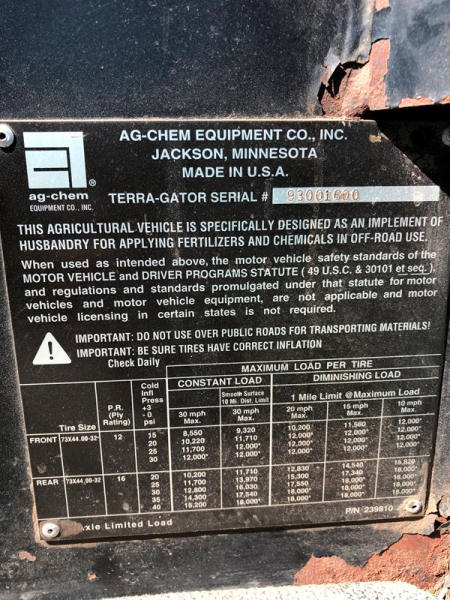 AG-CHEM EQUIPMENT CO., INC.
JACKSON, MINNESOTA
MADE IN U.S.A.
ag-chem ®
EQUIPMENT CO., INC.
TERRA-GATOR SERIAL #
THIS AGRICULTURAL VEHICLE IS SPECIFICALLY DESIGNED AS AN IMPLEMENT OF
HUSBANDRY FOR APPLYING FERTILIZERS AND CHEMICALS IN OFF-ROAD USE.
When used as intended above, the motor vehicle safety standards of the
MOTOR VEHICLE and DRIVER PROGRAMS STATUTE ( 49 U.S.C. & 30101 et seq. ),
and regulations and standards promulgated under that statute for motor
vehicles and motor vehicle equipment, are not applicable and motor
vehicle licensing in certain states is not required.
IMPORTANT: DO NOT USE OVER PUBLIC ROADS FOR TRANSPORTING MATERIALS!
IMPORTANT: BE SURE TIRES HAVE CORRECT INFLATION
Check Daily
MAXIMUM LOAD PER TIRE
CONSTANT LOAD DIMINISHING LOAD
Tire Size P.R. (Ply Rating) Cold Infl Press +3 -0 psi 30 mph Max. Smooth Surface 10 Mi. Dist. Limit 30 mph Max. 1 Mile Limit @Maximum Load 20 mph Max. 15 mph Max. 10 mph Max.
FRONT 73X44.00-32 12 15 8,550 9,320 10,200 11,560 12,000*
20 10,220 11,710 12,000* 12,000* 12,000*
25 11,700 12,000* 12,000* 12,000* 12,000*
30 12,000* 12,000* 12,000* 12,000* 12,000*
REAR 73X44.00-32 16 20 10,200 11,710 12,830 14,540 15,820
25 11,700 13,970 15,300 17,340 18,000*
30 12,800 16,030 17,550 18,000* 18,000*
35 14,300 17,540 18,000* 18,000* 18,000*
40 18,000* 18,000* 18,000* 18,000*
Axle Limited Load
P/N 239810